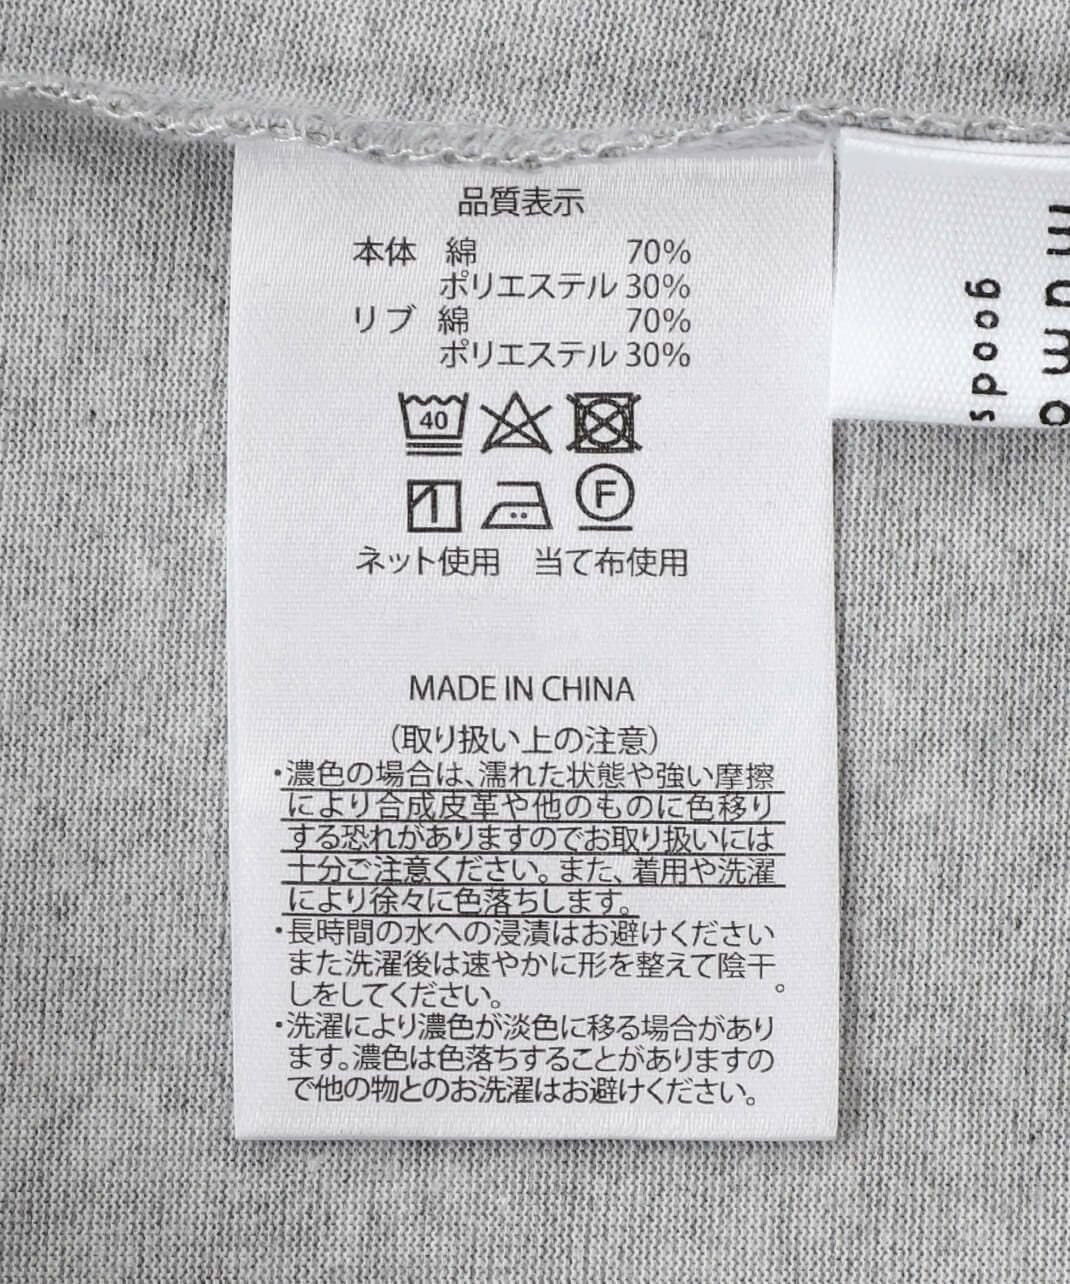 品質表示
本体 綿 70%
ポリエステル 30%
リブ 綿 70%
ポリエステル 30%
40
F
ネット使用 当て布使用
MADE IN CHINA
(取り扱い上の注意)
・濃色の場合は、濡れた状態や強い摩擦
により合成皮革や他のものに色移り
する恐れがありますのでお取り扱いには
十分ご注意ください。また、着用や洗濯
により徐々に色落ちします。
・長時間の水への浸漬はお避けください
また洗濯後は速やかに形を整えて陰干。
しをしてください。
・洗濯により濃色が淡色に移る場合があり
ます。濃色は色落ちすることがありますの
で他の物とのお洗濯はお避けください。
goods